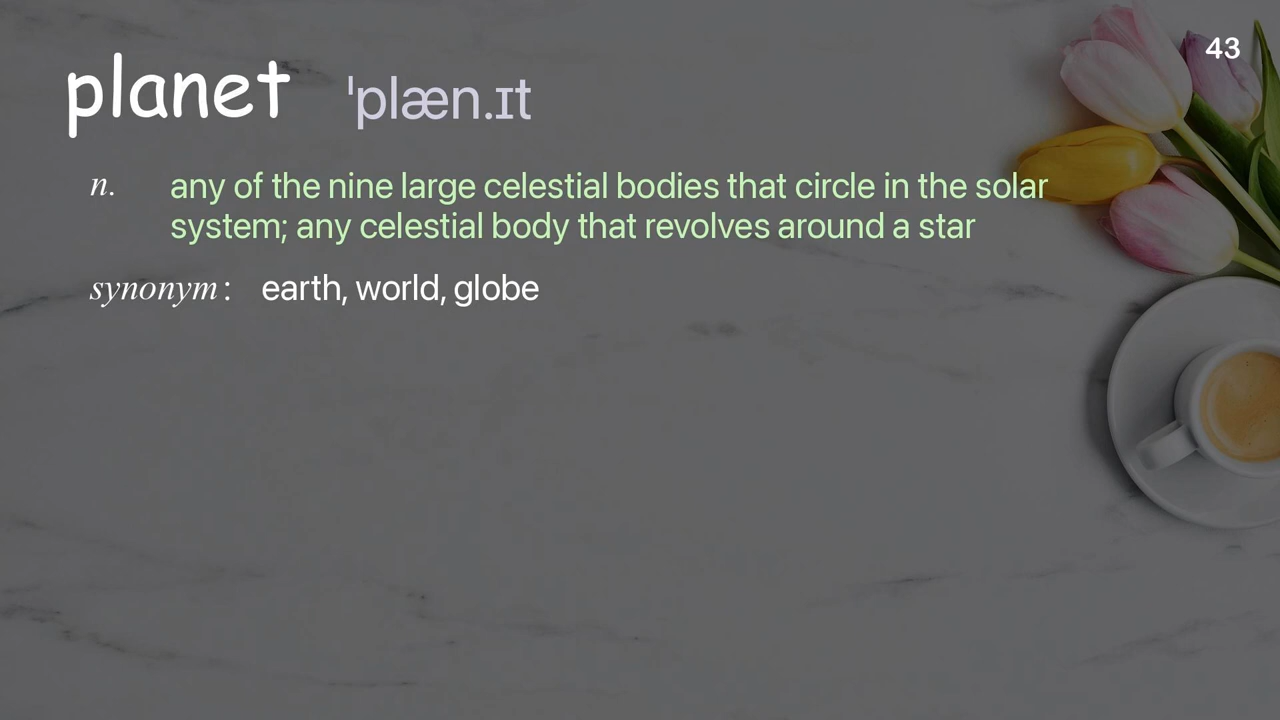 43
planet ˈplæn.ɪt
n. any of the nine large celestial bodies that circle in the solar
system; any celestial body that revolves around a star
synonym: earth, world, globe